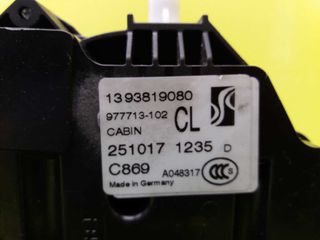 1393819080
977713-102
CL
CABIN
251017 1235 D
C869 A048317
Made in Germany